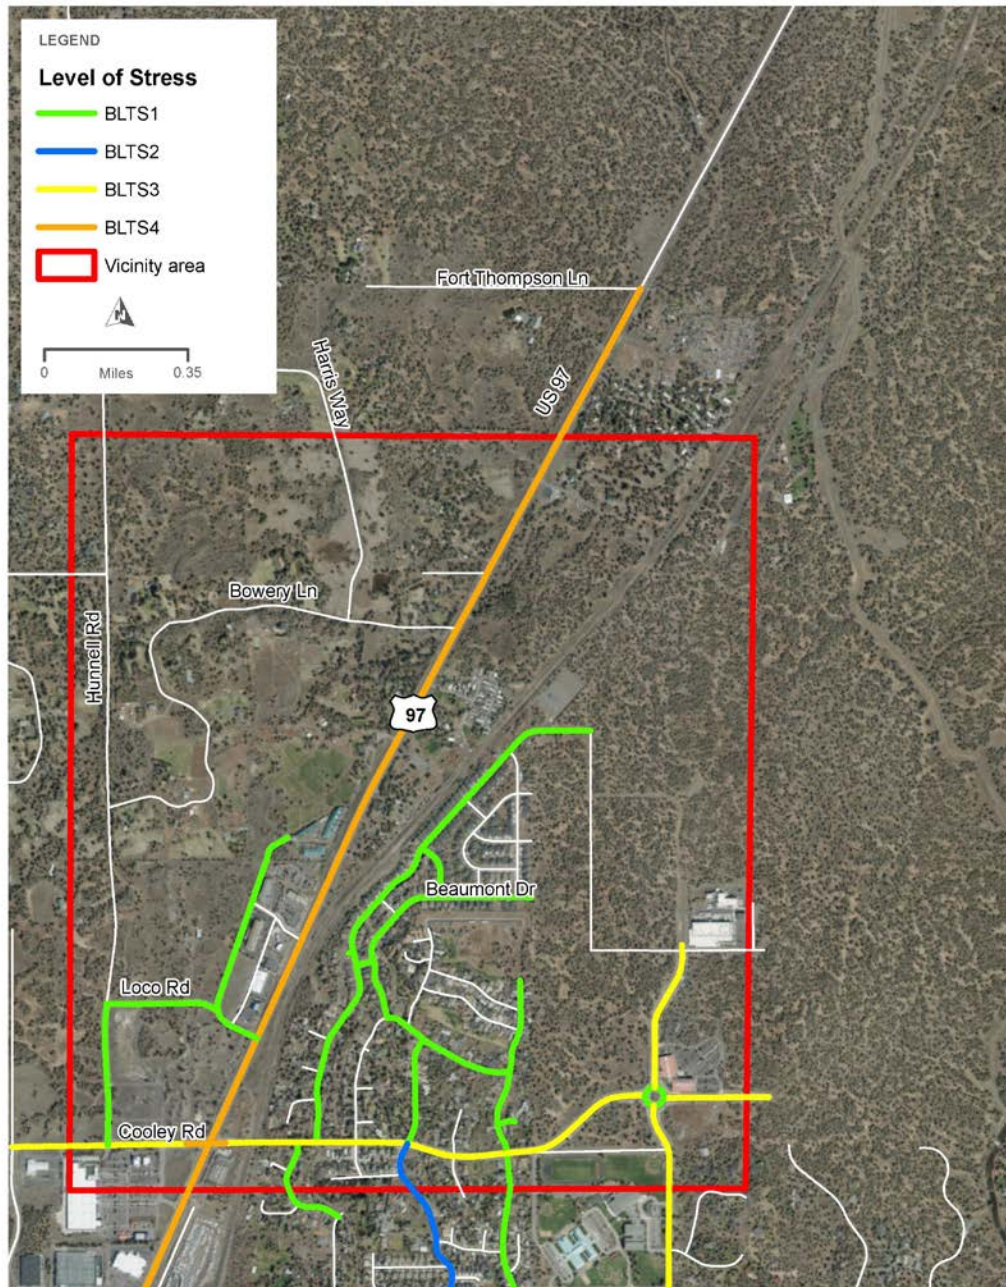 LEGEND
Level of Stress
BLTS1
BLTS2
BLTS3
BLTS4
Vicinity area
N
0 Miles 0.35
Fort Thompson Ln
Harris Way
US 97
Bowery Ln
Hunnell Rd
97
Beaumont Dr
Loco Rd
Cooley Rd